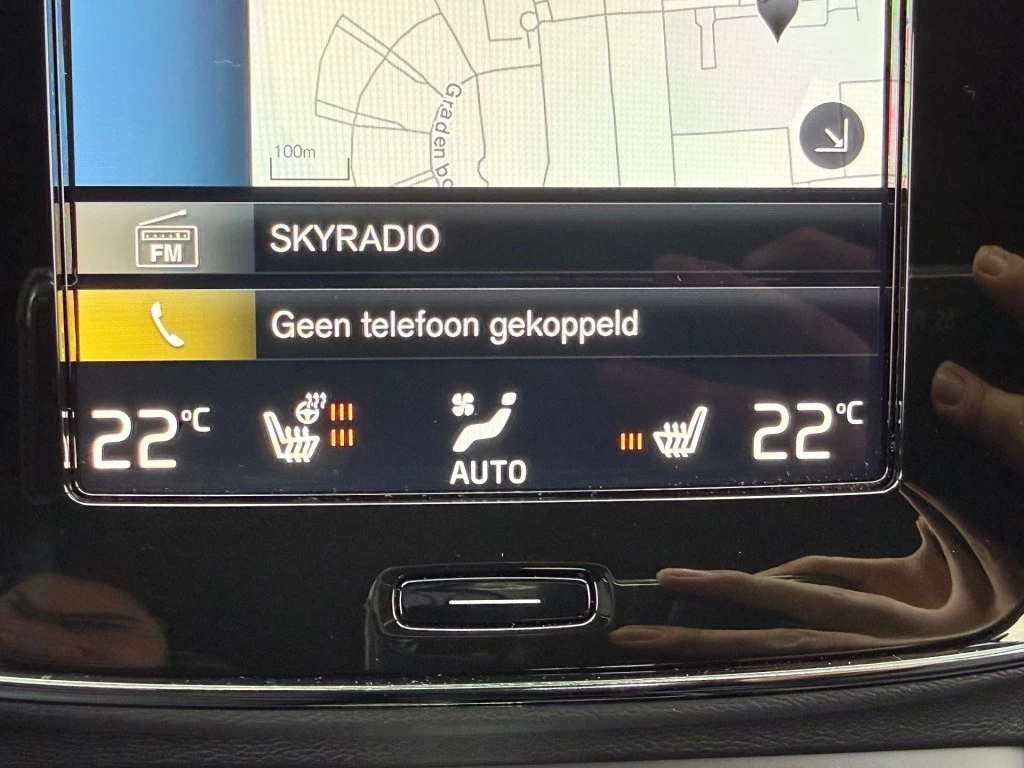 Graden bo
100m
FM
SKYRADIO
Geen telefoon gekoppeld
22°C
22°C
AUTO